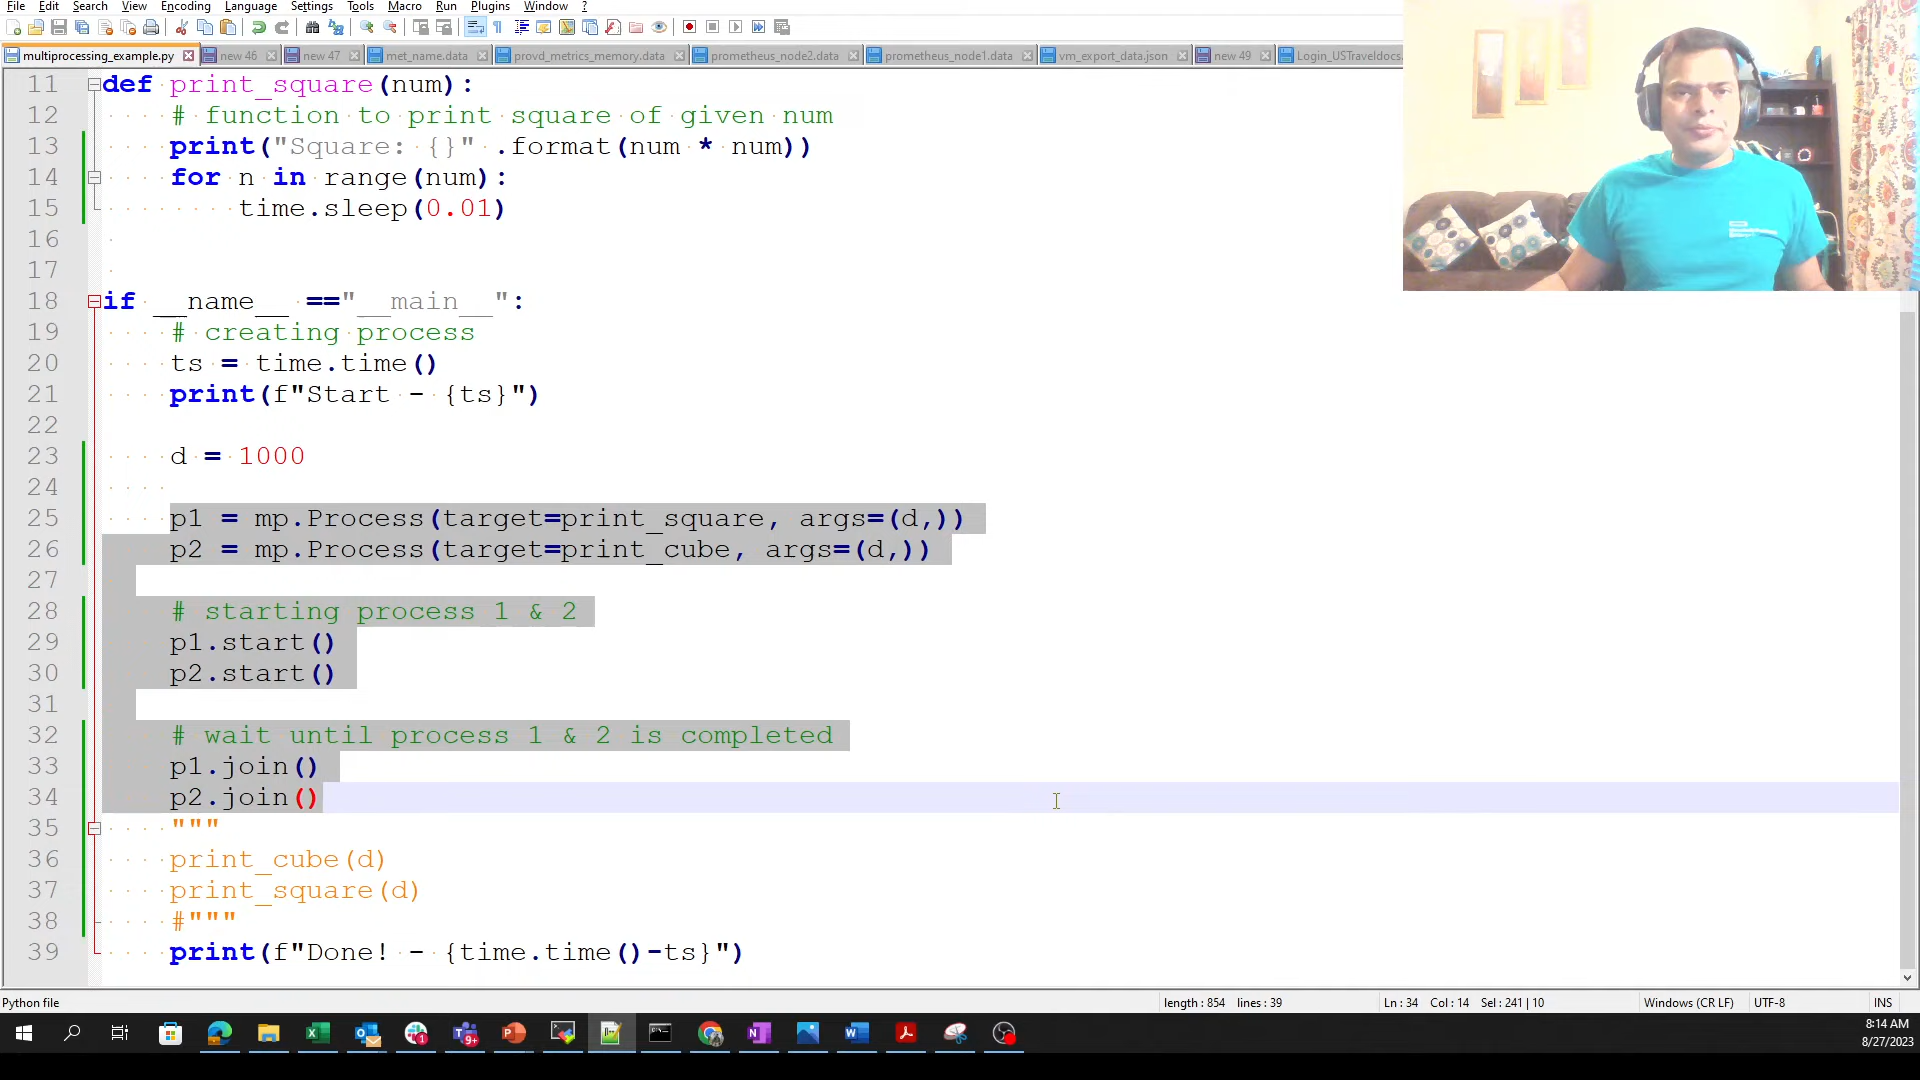 File Edit Search View Encoding Language Settings Tools Macro Run Plugins Window ?
multiprocessing_example.py new 46 new 47 met_name.data provd_metrics_memory.data prometheus_node2.data prometheus_node1.data vm_export_data.json new 49 Login_USTraveldocs.
11 def print_square(num):
12 # function to print square of given num
13 print("Square: {}" .format(num * num))
14 for n in range(num):
15 time.sleep(0.01)
16
17
18 if __name__ =="__main__":
19 # creating process
20 ts = time.time()
21 print(f"Start - {ts}")
22
23 d = 1000
24
25 p1 = mp.Process(target=print_square, args=(d,))
26 p2 = mp.Process(target=print_cube, args=(d,))
27
28 # starting process 1 & 2
29 p1.start()
30 p2.start()
31
32 # wait until process 1 & 2 is completed
33 p1.join()
34 p2.join()
35 """
36 print_cube(d)
37 print_square(d)
38 #"""
39 print(f"Done! - {time.time()-ts}")
Python file length : 854 lines : 39 Ln : 34 Col : 14 Sel : 241 | 10 Windows (CR LF) UTF-8 INS
8:14 AM
8/27/2023